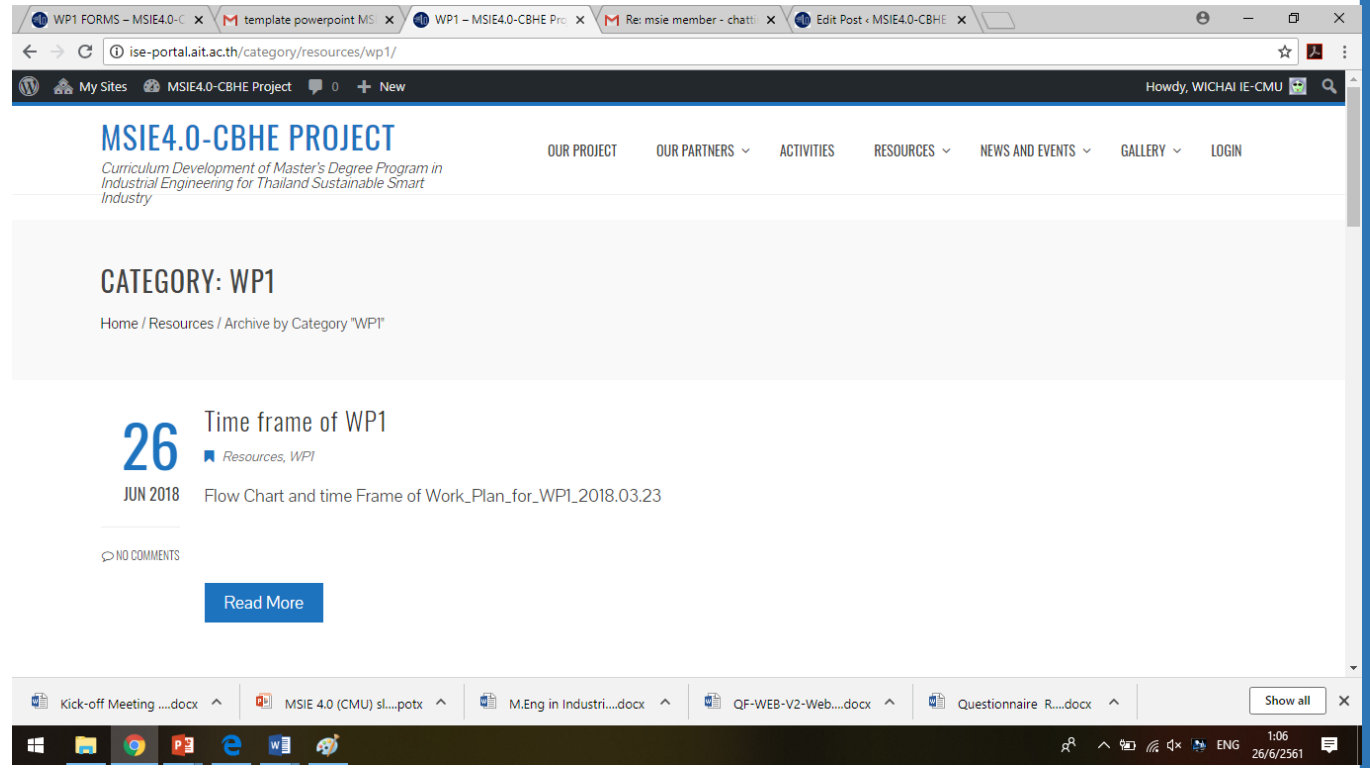 WP1 FORMS – MSIE4.0-C
template powerpoint MS
WP1 – MSIE4.0-CBHE Pro
Re: msie member - chatti
Edit Post ‹ MSIE4.0-CBHE
ise-portal.ait.ac.th/category/resources/wp1/
My Sites MSIE4.0-CBHE Project 0 + New Howdy, WICHAI IE-CMU
MSIE4.0-CBHE PROJECT
Curriculum Development of Master's Degree Program in
Industrial Engineering for Thailand Sustainable Smart
Industry
OUR PROJECT OUR PARTNERS ACTIVITIES RESOURCES NEWS AND EVENTS GALLERY LOGIN
CATEGORY: WP1
Home / Resources / Archive by Category "WP1"
26
JUN 2018
NO COMMENTS
Time frame of WP1
Resources, WP1
Flow Chart and time Frame of Work_Plan_for_WP1_2018.03.23
Read More
Kick-off Meeting ....docx
MSIE 4.0 (CMU) sl....potx
M.Eng in Industri....docx
QF-WEB-V2-Web....docx
Questionnaire R....docx
Show all
ENG
1:06
26/6/2561